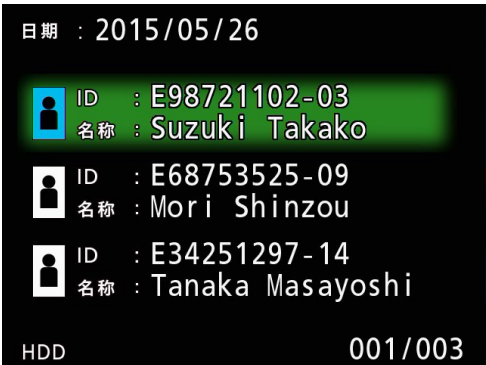 日期 : 2015/05/26
ID : E98721102-03
名称 : Suzuki Takako
ID : E68753525-09
名称 : Mori Shinzou
ID : E34251297-14
名称 : Tanaka Masayoshi
HDD 001/003